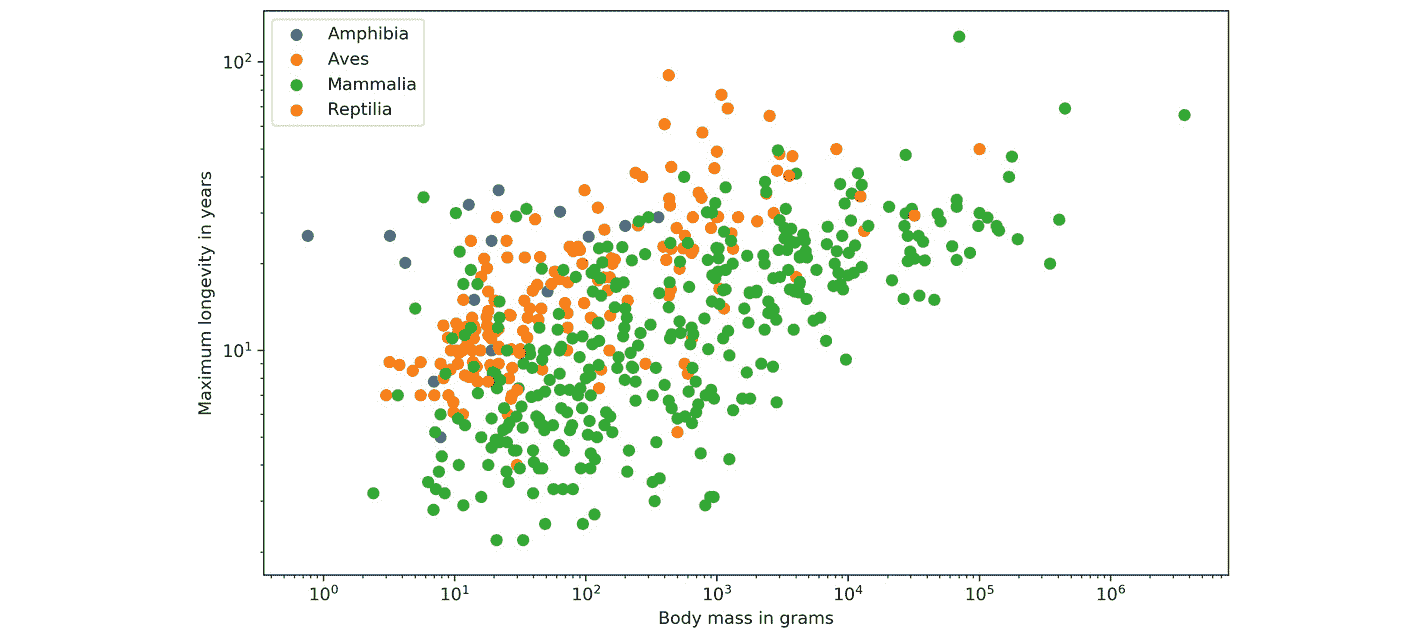 Amphibia
Aves
Mammalia
Reptilia
10²
10¹
Maximum longevity in years
10⁰ 10¹ 10² 10³ 10⁴ 10⁵ 10⁶
Body mass in grams